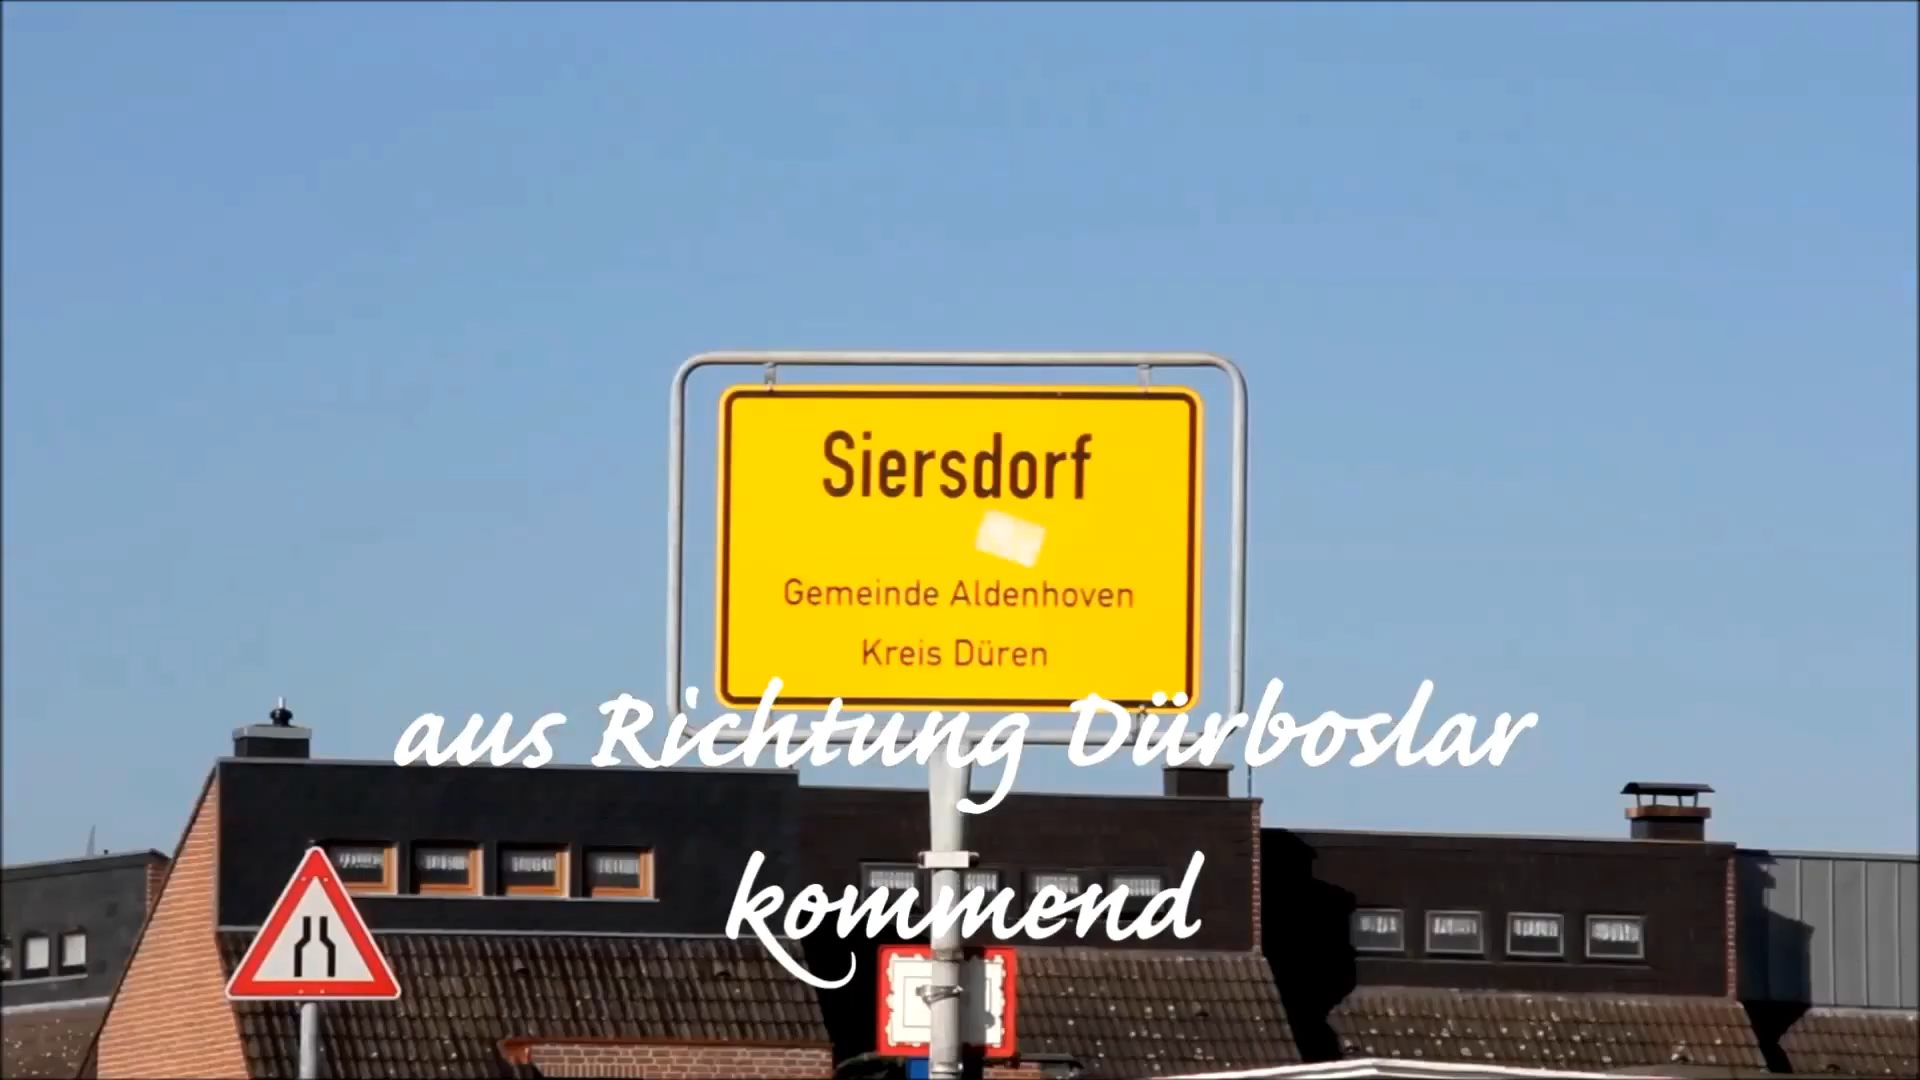 Siersdorf
Gemeinde Aldenhoven
Kreis Düren
aus Richtung Dürboslar
kommend